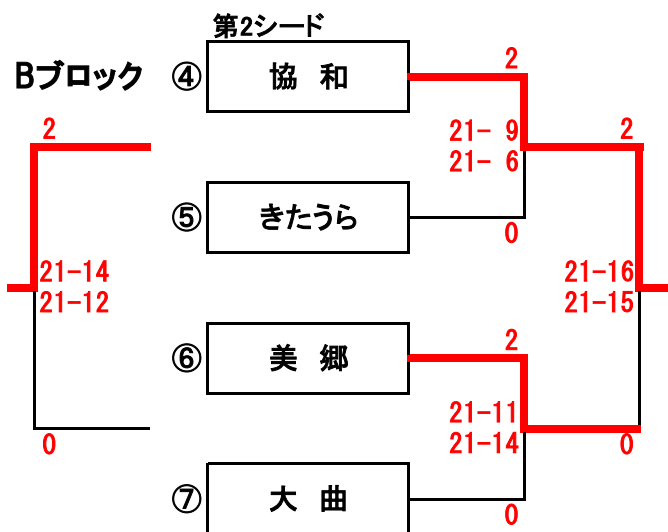 第2シード
Bブロック
④ 協 和
2
21- 9
21- 6
2
2
⑤ きたうら
0
21-14
21-12
21-16
21-15
⑥ 美 郷
2
21-11
21-14
0
0
⑦ 大 曲
0